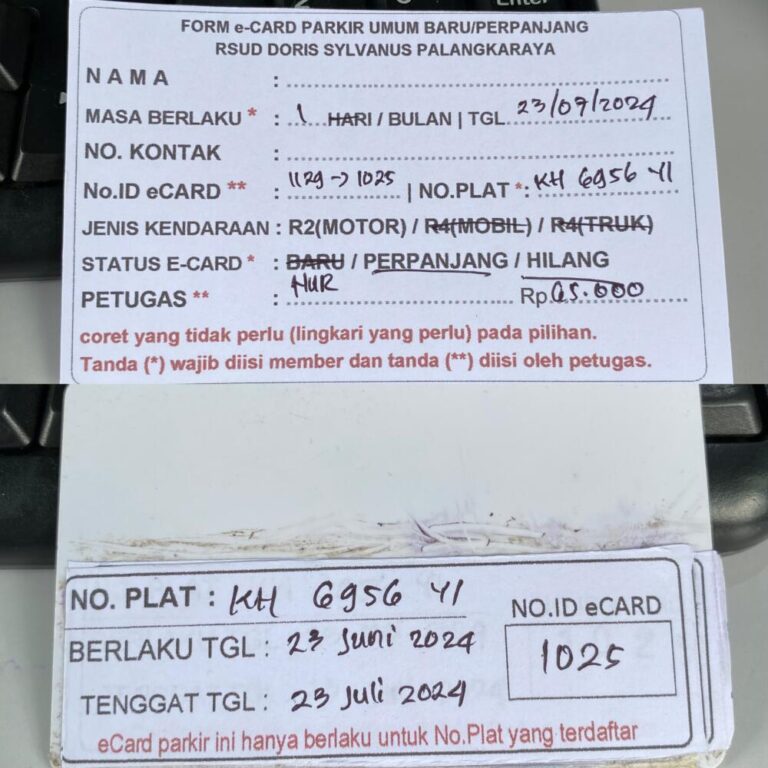 Enter
FORM e-CARD PARKIR UMUM BARU/PERPANJANG
RSUD DORIS SYLVANUS PALANGKARAYA
NAMA :
MASA BERLAKU * : 1 HARI / BULAN | TGL. 23/07/2024
NO. KONTAK :
No.ID eCARD ** : 1129 -> 1025 | NO.PLAT *: KH 6956 YI
JENIS KENDARAAN : R2(MOTOR) / R4(MOBIL) / R4(TRUK)
STATUS E-CARD * : BARU / PERPANJANG / HILANG
PETUGAS ** : NUR Rp 65.000
coret yang tidak perlu (lingkari yang perlu) pada pilihan.
Tanda (*) wajib diisi member dan tanda (**) diisi oleh petugas.
NO. PLAT : KH 6956 YI
NO.ID eCARD
BERLAKU TGL : 23 Juni 2024
1025
TENGGAT TGL : 23 Juli 2024
eCard parkir ini hanya berlaku untuk No.Plat yang terdaftar